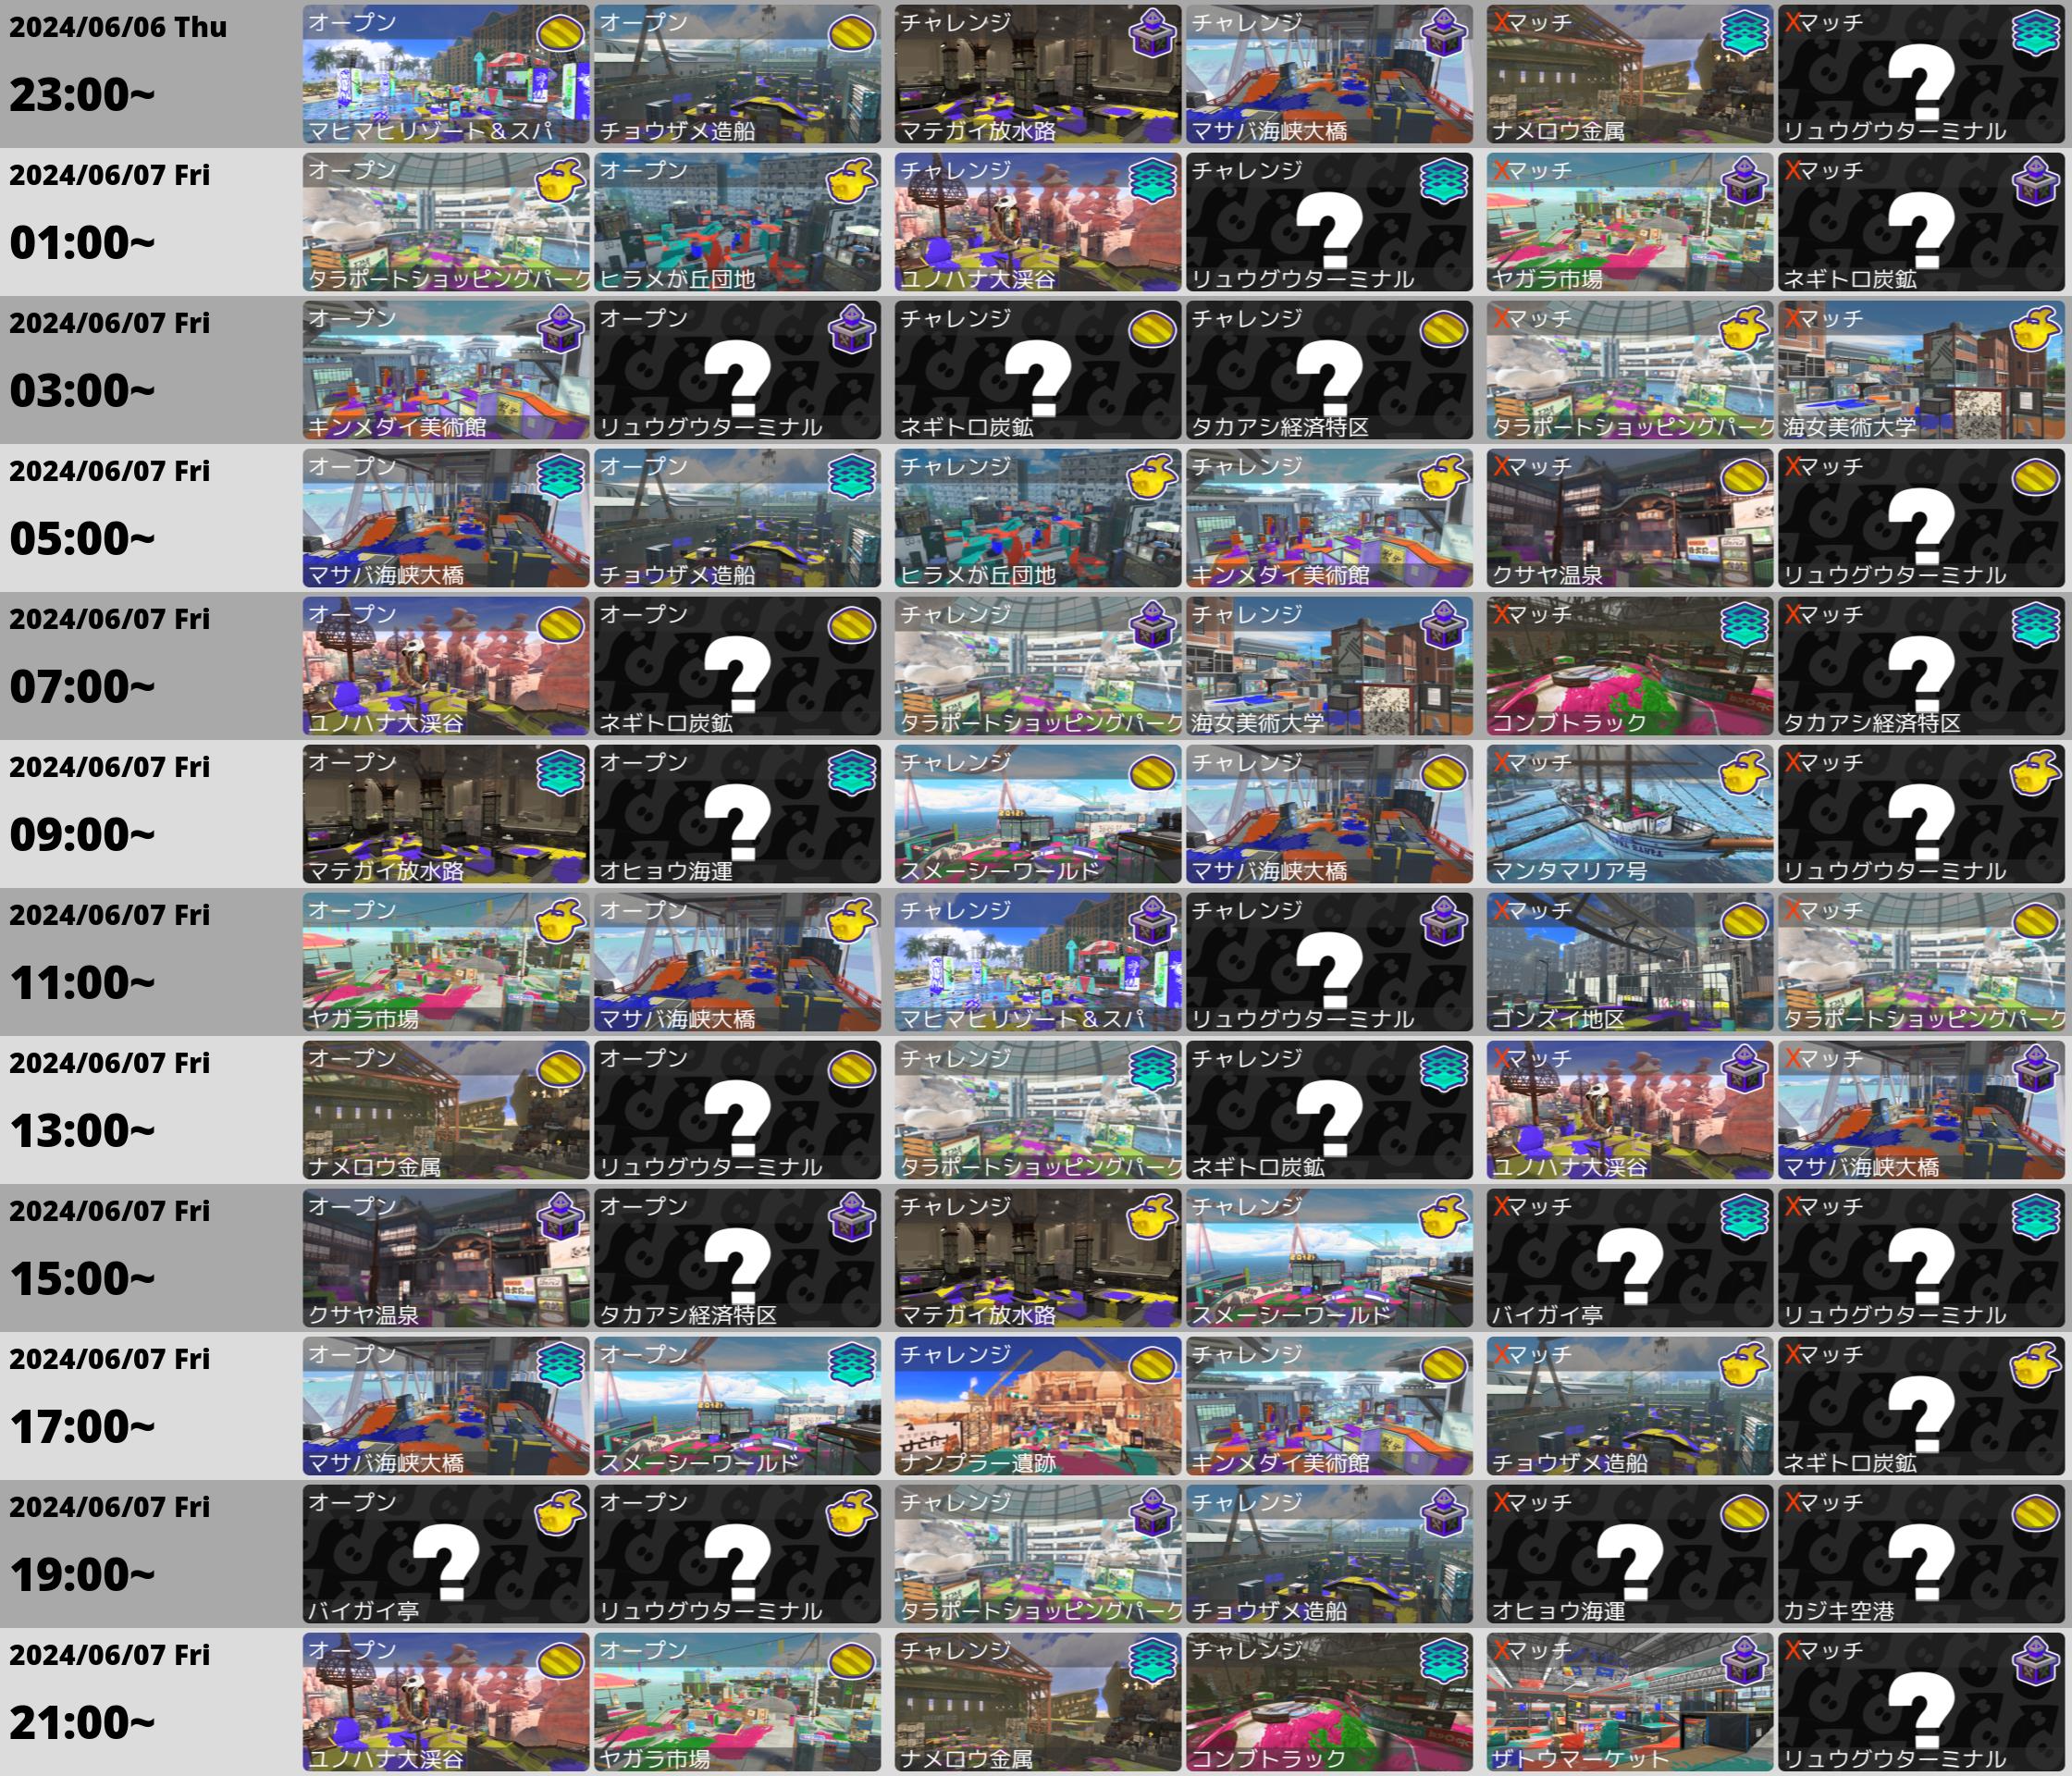 2024/06/06 Thu
23:00~
オープン オープン チャレンジ チャレンジ Xマッチ Xマッチ
マヒマヒリゾート＆スパ チョウザメ造船 マテガイ放水路 マサバ海峡大橋 ナメロウ金属 リュウグウターミナル
2024/06/07 Fri
01:00~
オープン オープン チャレンジ チャレンジ Xマッチ Xマッチ
タラポートショッピングパーク ヒラメが丘団地 ユノハナ大渓谷 リュウグウターミナル ヤガラ市場 ネギトロ炭鉱
2024/06/07 Fri
03:00~
オープン オープン チャレンジ チャレンジ Xマッチ Xマッチ
キンメダイ美術館 リュウグウターミナル ネギトロ炭鉱 タカアシ経済特区 タラポートショッピングパーク 海女美術大学
2024/06/07 Fri
05:00~
オープン オープン チャレンジ チャレンジ Xマッチ Xマッチ
マサバ海峡大橋 チョウザメ造船 ヒラメが丘団地 キンメダイ美術館 クサヤ温泉 リュウグウターミナル
2024/06/07 Fri
07:00~
オープン オープン チャレンジ チャレンジ Xマッチ Xマッチ
ユノハナ大渓谷 ネギトロ炭鉱 タラポートショッピングパーク 海女美術大学 コンブトラック タカアシ経済特区
2024/06/07 Fri
09:00~
オープン オープン チャレンジ チャレンジ Xマッチ Xマッチ
マテガイ放水路 オヒョウ海運 スメーシーワールド マサバ海峡大橋 マンタマリア号 リュウグウターミナル
2024/06/07 Fri
11:00~
オープン オープン チャレンジ チャレンジ Xマッチ Xマッチ
ヤガラ市場 マサバ海峡大橋 マヒマヒリゾート＆スパ リュウグウターミナル ゴンズイ地区 タラポートショッピングパーク
2024/06/07 Fri
13:00~
オープン オープン チャレンジ チャレンジ Xマッチ Xマッチ
ナメロウ金属 リュウグウターミナル タラポートショッピングパーク ネギトロ炭鉱 ユノハナ大渓谷 マサバ海峡大橋
2024/06/07 Fri
15:00~
オープン オープン チャレンジ チャレンジ Xマッチ Xマッチ
クサヤ温泉 タカアシ経済特区 マテガイ放水路 スメーシーワールド バイガイ亭 リュウグウターミナル
2024/06/07 Fri
17:00~
オープン オープン チャレンジ チャレンジ Xマッチ Xマッチ
マサバ海峡大橋 スメーシーワールド ナンプラー遺跡 キンメダイ美術館 チョウザメ造船 ネギトロ炭鉱
2024/06/07 Fri
19:00~
オープン オープン チャレンジ チャレンジ Xマッチ Xマッチ
バイガイ亭 リュウグウターミナル タラポートショッピングパーク チョウザメ造船 オヒョウ海運 カジキ空港
2024/06/07 Fri
21:00~
オープン オープン チャレンジ チャレンジ Xマッチ Xマッチ
ユノハナ大渓谷 ヤガラ市場 ナメロウ金属 コンブトラック ザトウマーケット リュウグウターミナル